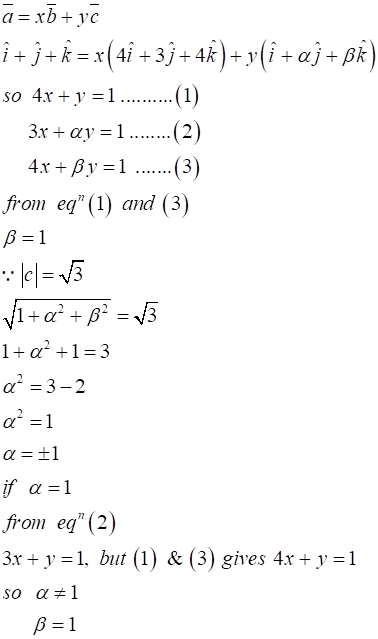 a̅ = xb̅ + yc̅
î + ĵ + k̂ = x(4î + 3ĵ + 4k̂) + y(î + αĵ + βk̂)
so 4x + y = 1 ..........(1)
3x + αy = 1 ........(2)
4x + βy = 1 .......(3)
from eqⁿ (1) and (3)
β = 1
∵ |c| = √3
√(1 + α² + β²) = √3
1 + α² + 1 = 3
α² = 3 − 2
α² = 1
α = ±1
if α = 1
from eqⁿ (2)
3x + y = 1, but (1) & (3) gives 4x + y = 1
so α ≠ 1
β = 1